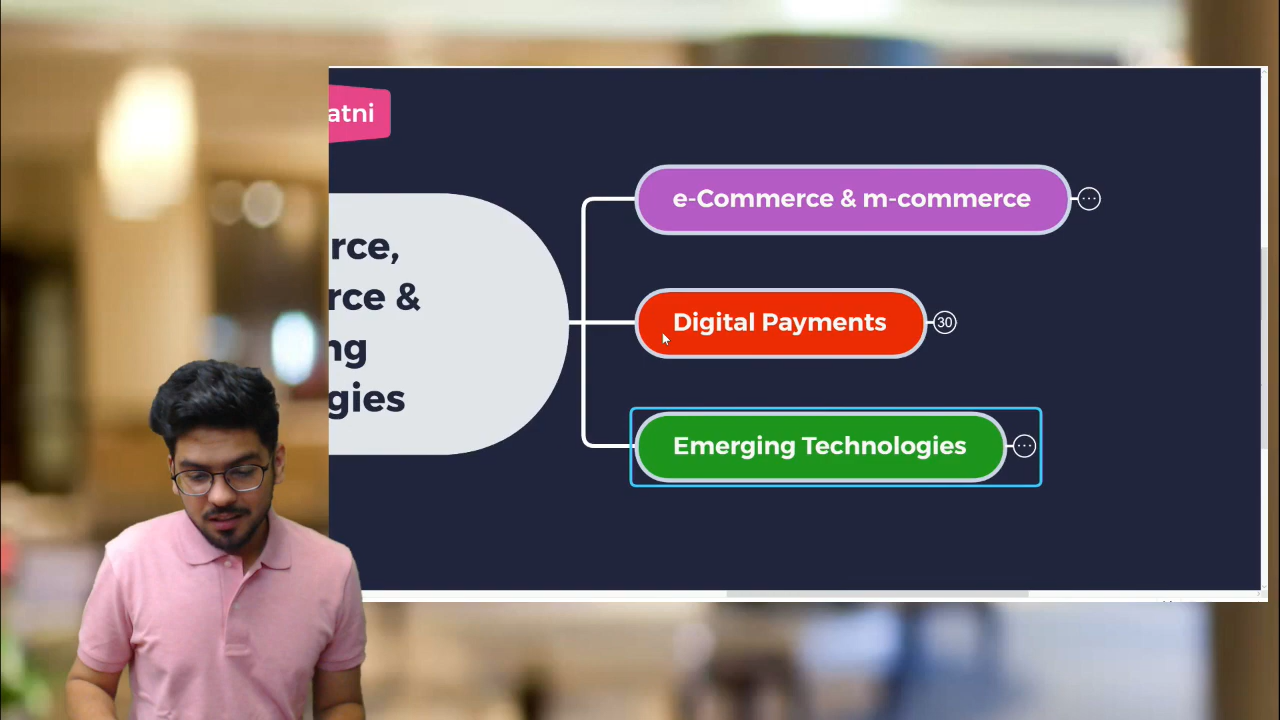 atni
rce,
rce &
ng
gies
e-Commerce & m-commerce
Digital Payments
30
Emerging Technologies